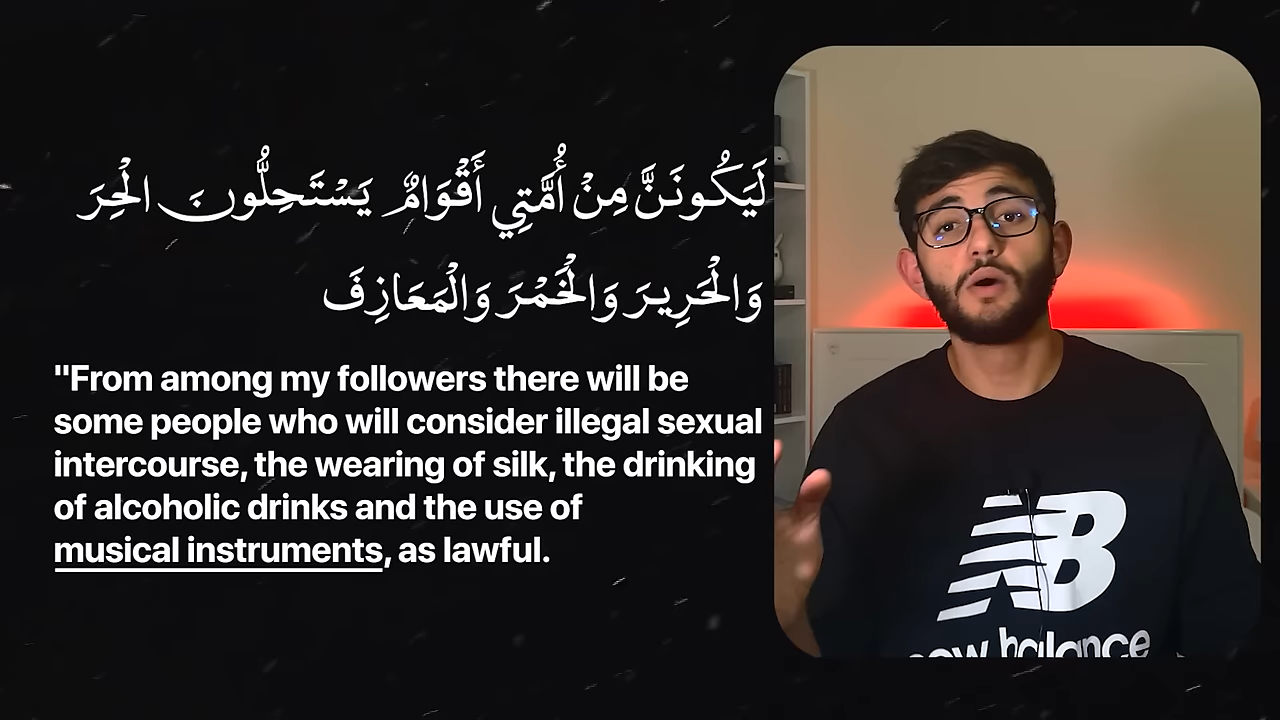 لَيَكُونَنَّ مِنْ أُمَّتِي أَقْوَامٌ يَسْتَحِلُّونَ الْحِرَ
وَالْحَرِيرَ وَالْخَمْرَ وَالْمَعَازِفَ
"From among my followers there will be
some people who will consider illegal sexual
intercourse, the wearing of silk, the drinking
of alcoholic drinks and the use of
musical instruments, as lawful.
NB
new balance